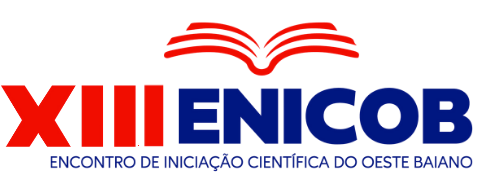 XIII ENICOB
ENCONTRO DE INICIAÇÃO CIENTÍFICA DO OESTE BAIANO